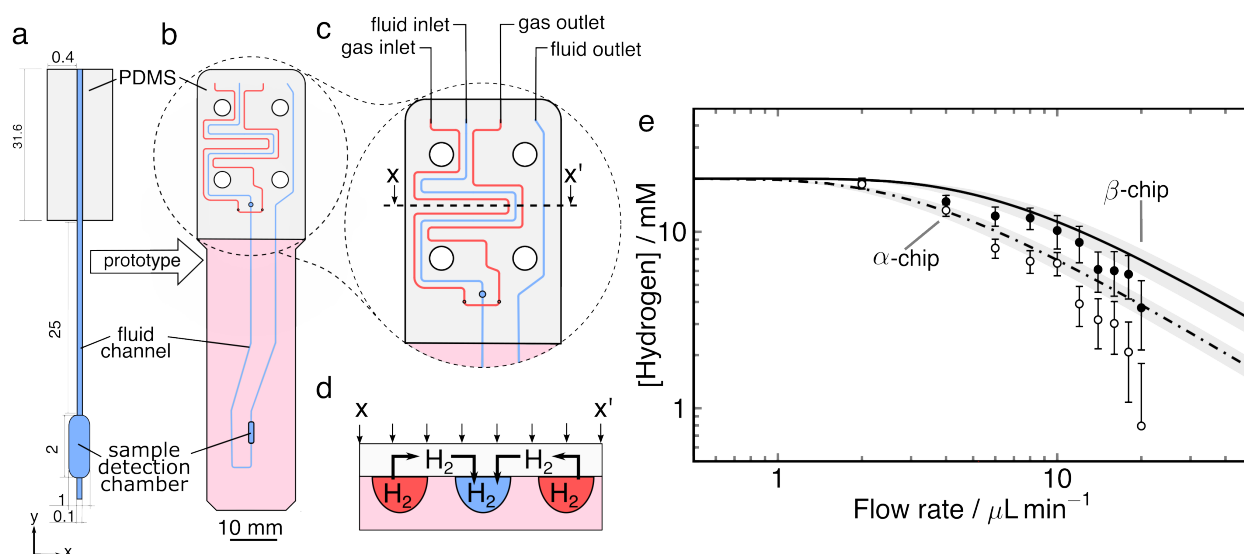 a
0.4
PDMS
31.6
25
fluid
channel
2
sample
detection
chamber
1
0.1
y
x
prototype
b
10 mm
c
fluid inlet
gas outlet
gas inlet
fluid outlet
x
x'
d
x
x'
H2
H2
H2
H2
H2
e
[Hydrogen] / mM
10
1
β-chip
α-chip
1
10
Flow rate / μL min−1